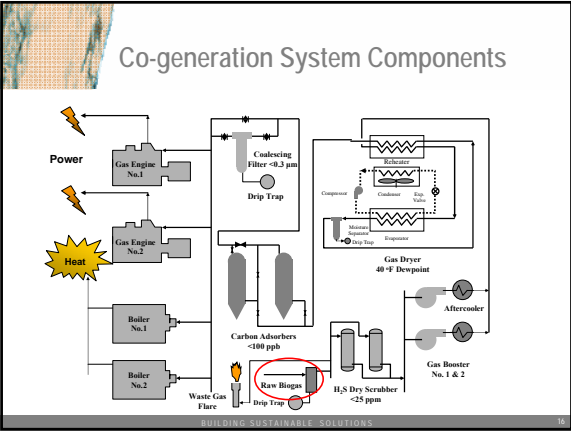 Co-generation System Components
Power
Gas Engine
No.1
Gas Engine
No.2
Heat
Boiler
No.1
Boiler
No.2
Coalescing
Filter <0.3 µm
Drip Trap
Carbon Adsorbers
<100 ppb
Waste Gas
Flare
Raw Biogas
Drip Trap
H2S Dry Scrubber
<25 ppm
Reheater
Compressor
Condenser
Exp.
Valve
Moisture
Separator
Drip Trap
Evaporator
Gas Dryer
40 °F Dewpoint
Aftercooler
Gas Booster
No. 1 & 2
BUILDING SUSTAINABLE SOLUTIONS
16